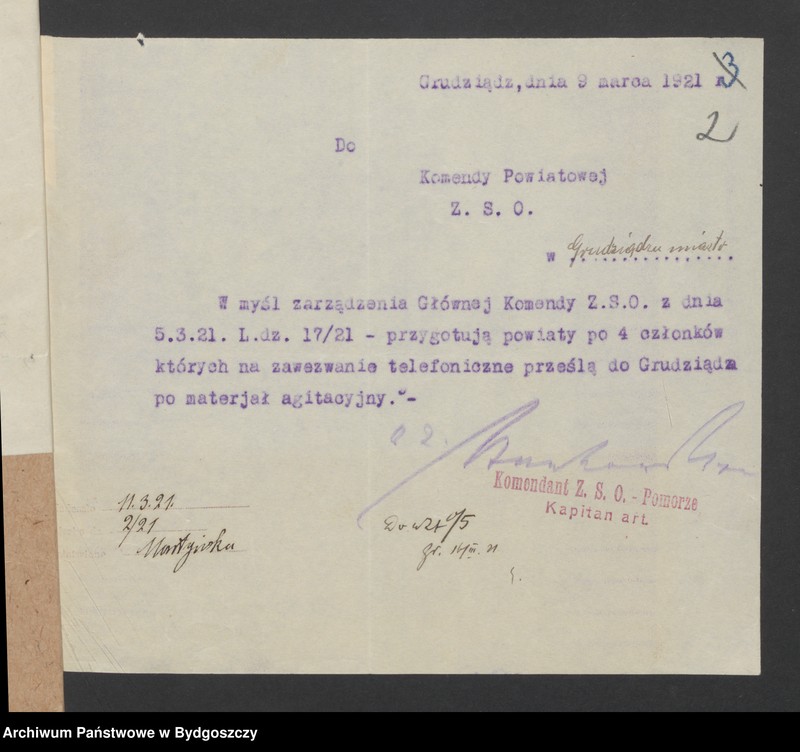 Grudziądz,dnia 9 marca 1921 r.
3
2
Do
Komendy Powiatowej
Z. S. O.
w Grudziądzu miasto
W myśl zarządzenia Głównej Komendy Z.S.O. z dnia
5.3.21. L.dz. 17/21 - przygotują powiaty po 4 członków
których na zawezwanie telefoniczne prześlą do Grudziądza
po materjał agitacyjny."-
Komendant Z. S. O. - Pomorze
Kapitan art.
11.3.21.
2/21
Archiwum Państwowe w Bydgoszczy